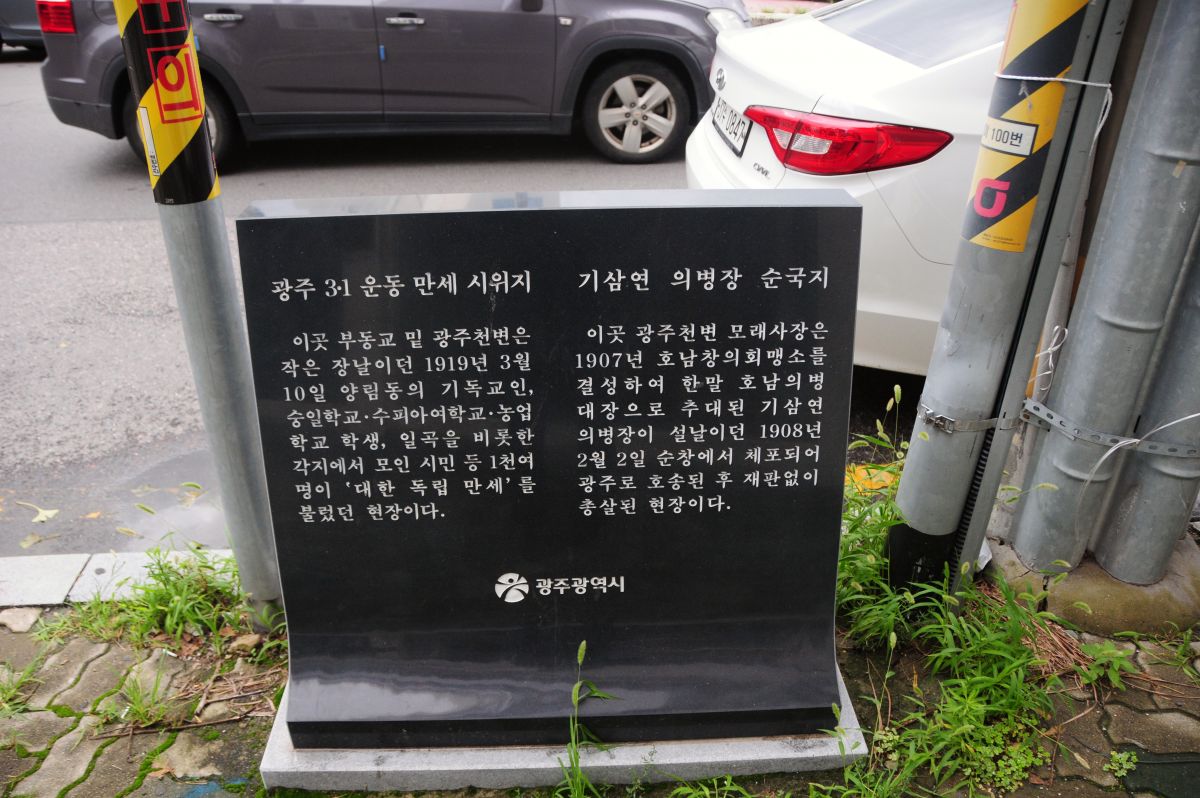 광주 3·1 운동 만세 시위지
이곳 부동교 밑 광주천변은
작은 장날이던 1919년 3월
10일 양림동의 기독교인,
숭일학교·수피아여학교·농업
학교 학생, 일곡을 비롯한
각지에서 모인 시민 등 1천여
명이 '대한 독립 만세'를
불렀던 현장이다.
기삼연 의병장 순국지
이곳 광주천변 모래사장은
1907년 호남창의회맹소를
결성하여 한말 호남의병
대장으로 추대된 기삼연
의병장이 설날이던 1908년
2월 2일 순창에서 체포되어
광주로 호송된 후 재판없이
총살된 현장이다.
광주광역시
100번